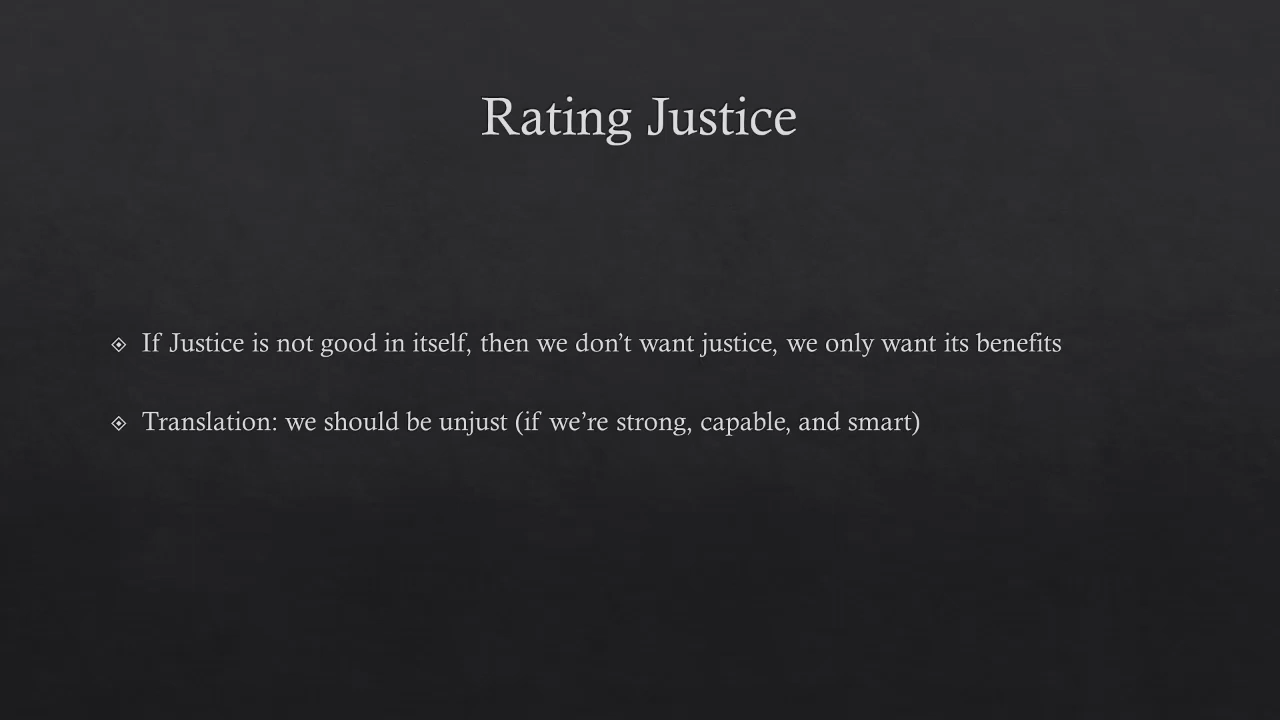 Rating Justice
If Justice is not good in itself, then we don’t want justice, we only want its benefits
Translation: we should be unjust (if we’re strong, capable, and smart)